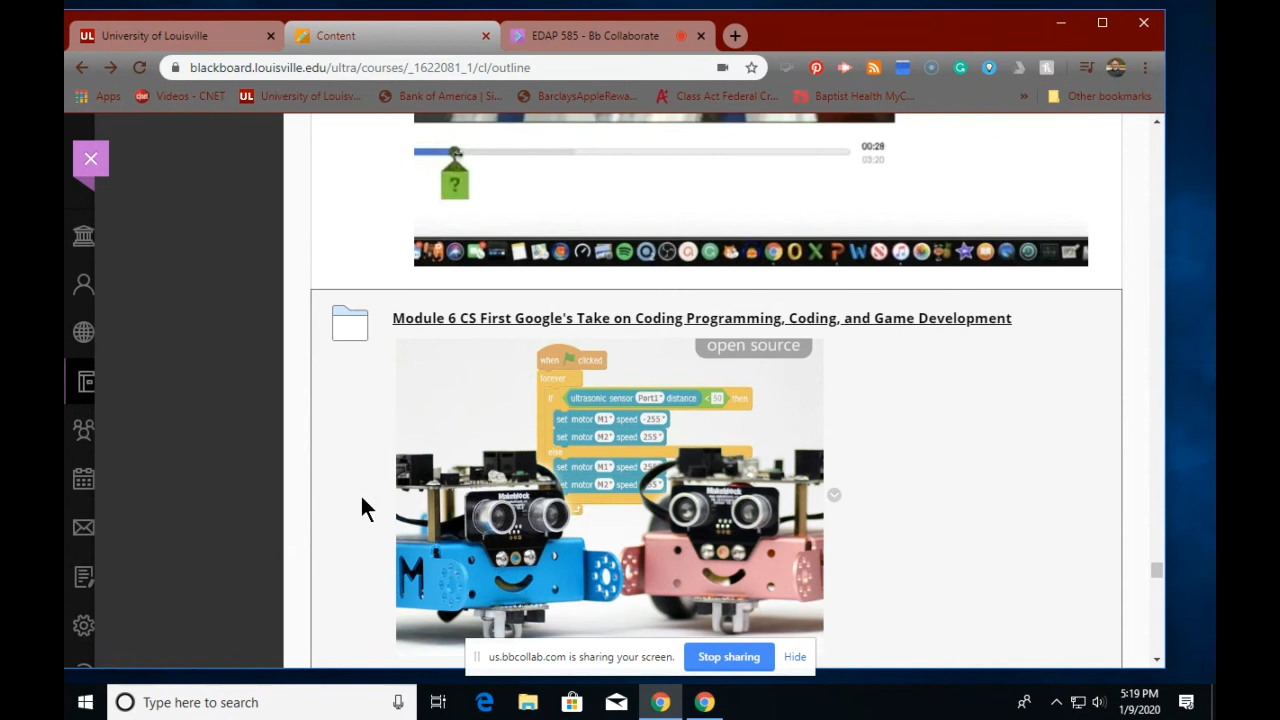 UL University of Louisville
Content
EDAP 585 - Bb Collaborate
blackboard.louisville.edu/ultra/courses/_1622081_1/cl/outline
Apps
Videos - CNET
UL University of Louisv...
Bank of America | Si...
BarclaysAppleRewa...
Class Act Federal Cr...
Baptist Health MyC...
»
Other bookmarks
00:28
03:20
?
Module 6 CS First Google's Take on Coding Programming, Coding, and Game Development
open source
when clicked
forever
if ultrasonic sensor Port1 distance < 50 then
set motor M1 speed -255
set motor M2 speed 255
else
set motor M1 speed
M2 speed
Makeblock
Makeblock
M
us.bbcollab.com is sharing your screen.
Stop sharing
Hide
Type here to search
5:19 PM
1/9/2020